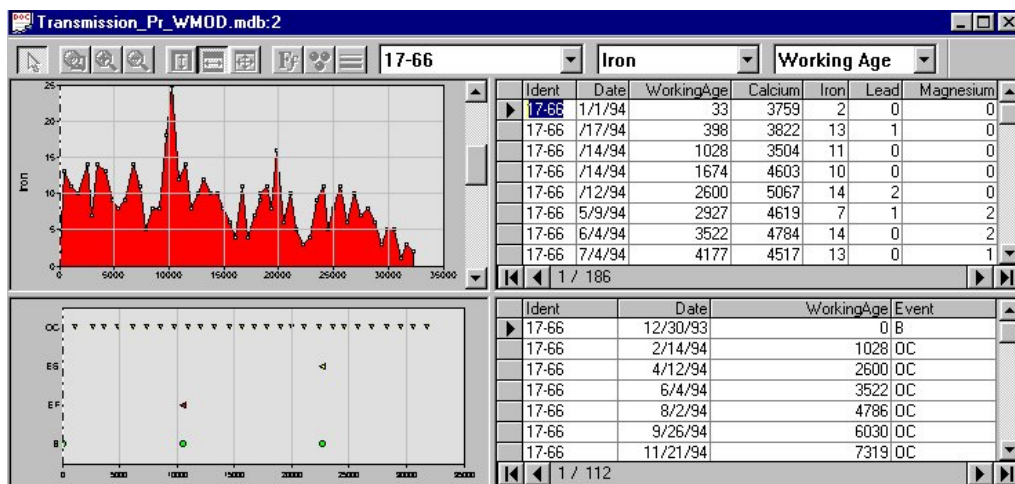 Transmission_Pr_WMOD.mdb:2
17-66 Iron Working Age
25
20
15
10
5
0
Iron
0 5000 10000 15000 20000 25000 30000 35000
Ident Date WorkingAge Calcium Iron Lead Magnesium
17-66 1/1/94 33 3759 2 0 0
17-66 /17/94 398 3822 13 1 0
17-66 /14/94 1028 3504 11 0 0
17-66 /14/94 1674 4603 10 0 0
17-66 /12/94 2600 5067 14 2 0
17-66 5/9/94 2927 4619 7 1 2
17-66 6/4/94 3522 4784 14 0 2
17-66 7/4/94 4177 4517 13 0 1
1 / 186
OC
ES
EF
B
0 5000 10000 15000 20000 25000 30000 35000
Ident Date WorkingAge Event
17-66 12/30/93 0 B
17-66 2/14/94 1028 OC
17-66 4/12/94 2600 OC
17-66 6/4/94 3522 OC
17-66 8/2/94 4786 OC
17-66 9/26/94 6030 OC
17-66 11/21/94 7319 OC
1 / 112